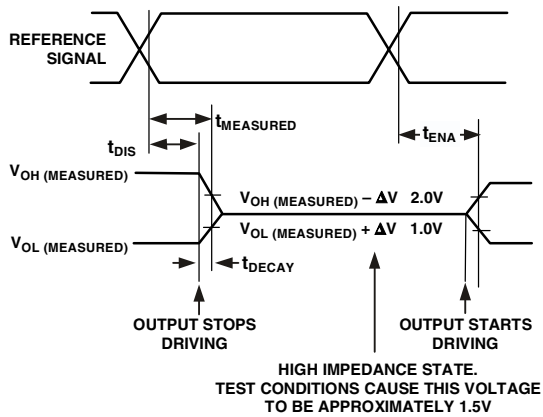 REFERENCE
SIGNAL
tMEASURED
tDIS
tENA
VOH (MEASURED)
VOH (MEASURED) – ΔV 2.0V
VOL (MEASURED) + ΔV 1.0V
VOL (MEASURED)
tDECAY
OUTPUT STOPS
DRIVING
OUTPUT STARTS
DRIVING
HIGH IMPEDANCE STATE.
TEST CONDITIONS CAUSE THIS VOLTAGE
TO BE APPROXIMATELY 1.5V